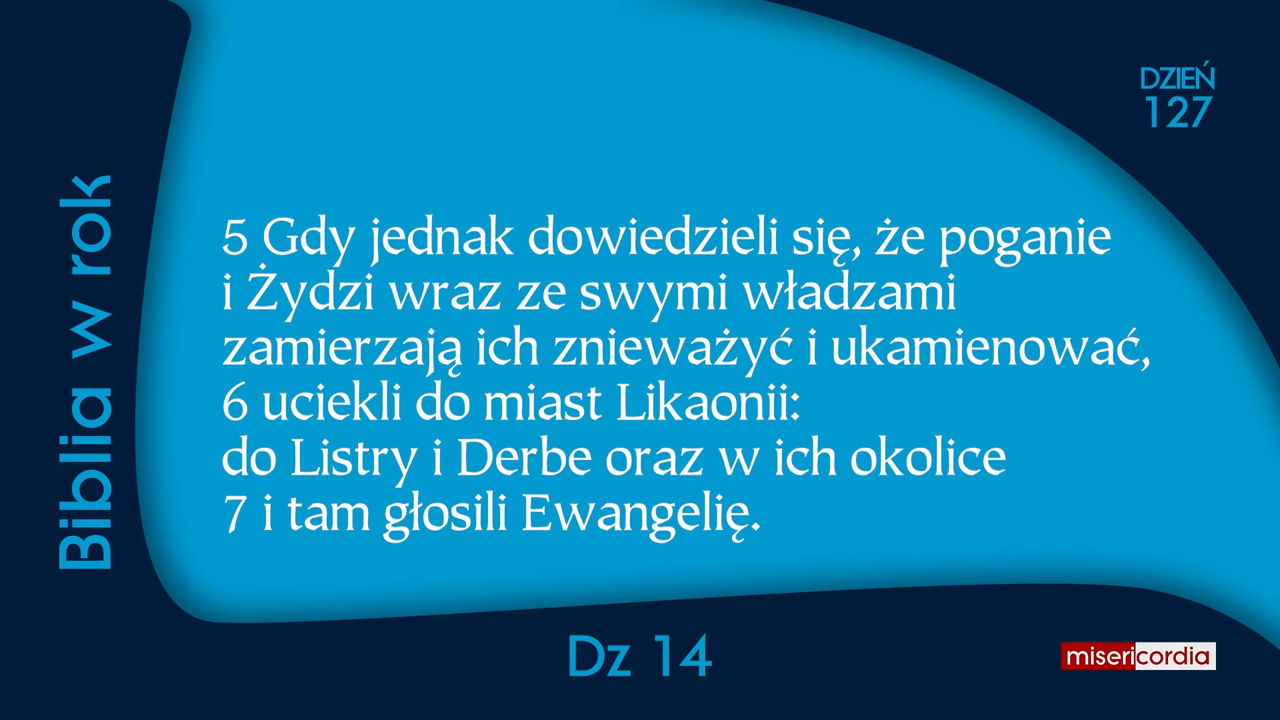 DZIEŃ
127
Biblia w rok
5 Gdy jednak dowiedzieli się, że poganie
i Żydzi wraz ze swymi władzami
zamierzają ich znieważyć i ukamienować,
6 uciekli do miast Likaonii:
do Listry i Derbe oraz w ich okolice
7 i tam głosili Ewangelię.
Dz 14
misericordia